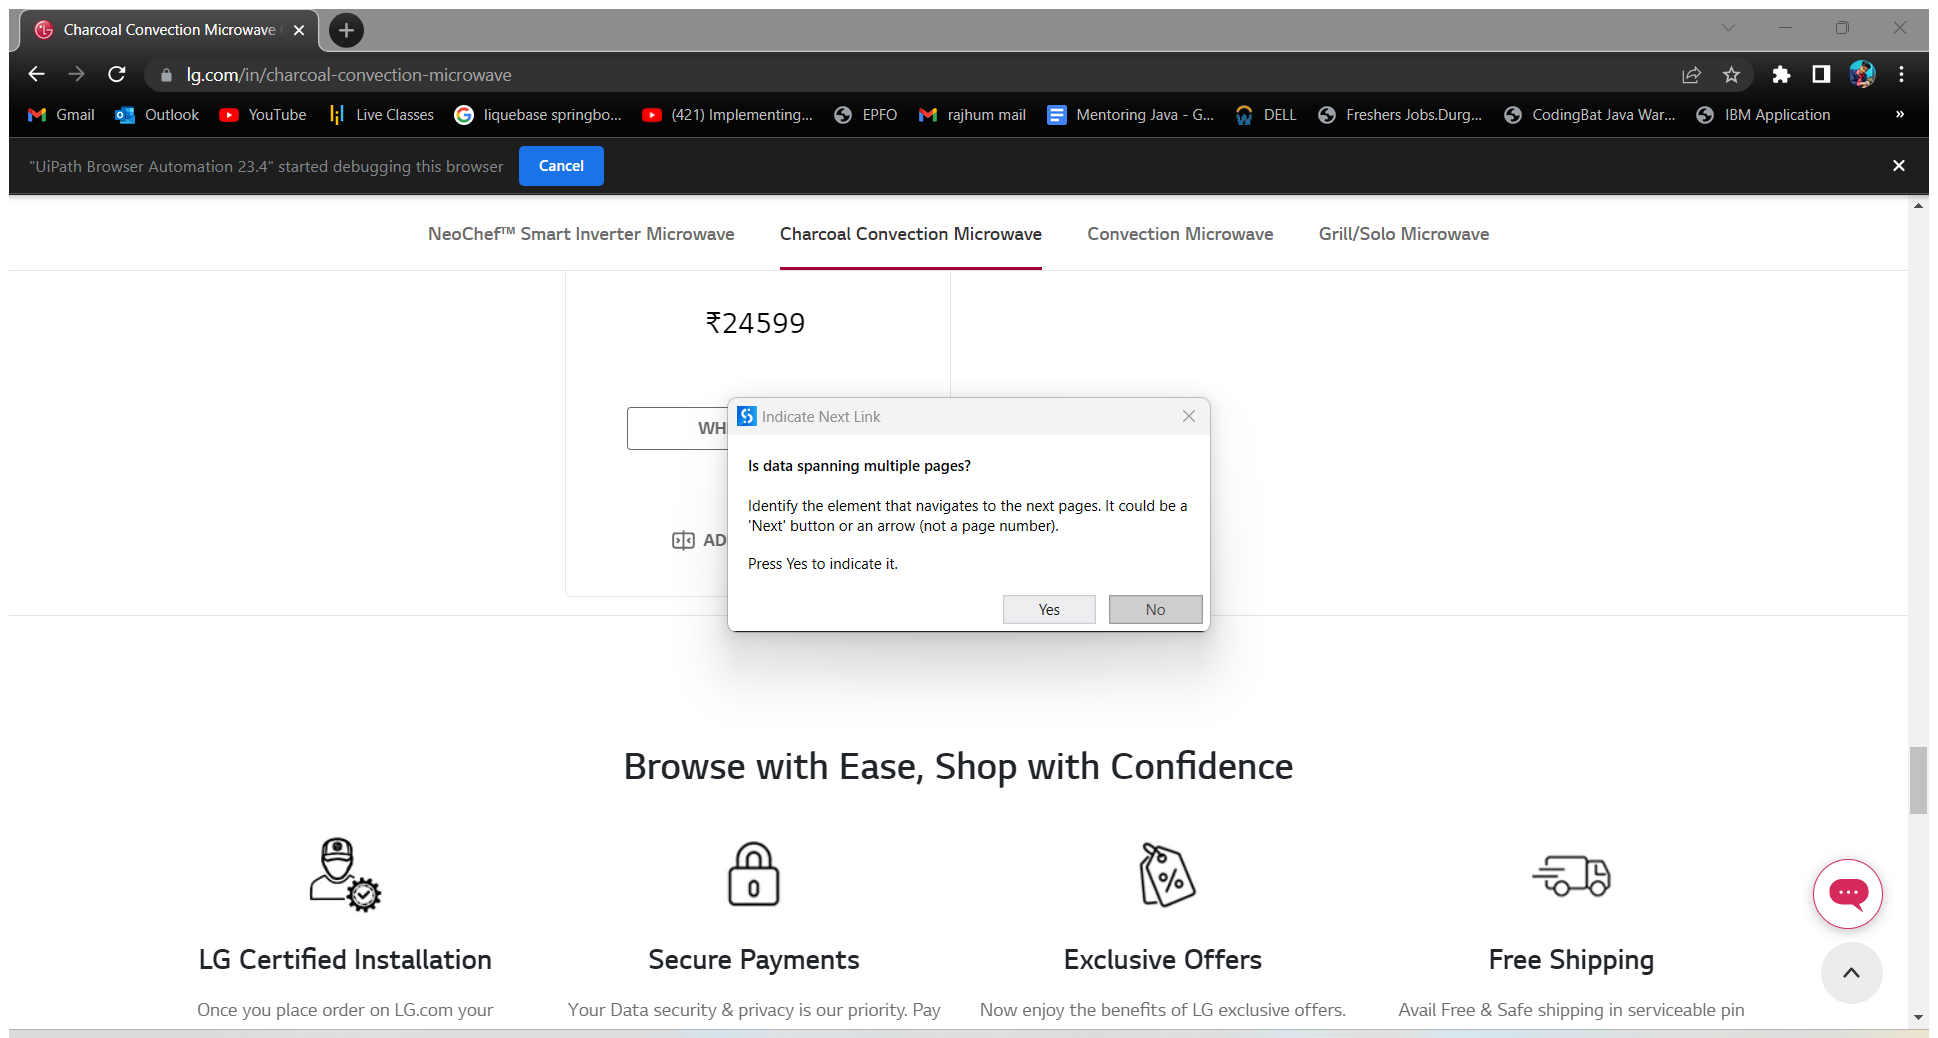 Charcoal Convection Microwave
lg.com/in/charcoal-convection-microwave
Gmail Outlook YouTube Live Classes liquebase springbo... (421) Implementing... EPFO rajhum mail Mentoring Java - G... DELL Freshers Jobs.Durg... CodingBat Java War... IBM Application »
"UiPath Browser Automation 23.4" started debugging this browser Cancel
NeoChef™ Smart Inverter Microwave Charcoal Convection Microwave Convection Microwave Grill/Solo Microwave
₹24599
WH
AD
Indicate Next Link
Is data spanning multiple pages?
Identify the element that navigates to the next pages. It could be a
'Next' button or an arrow (not a page number).
Press Yes to indicate it.
Yes No
Browse with Ease, Shop with Confidence
LG Certified Installation Secure Payments Exclusive Offers Free Shipping
Once you place order on LG.com your Your Data security & privacy is our priority. Pay Now enjoy the benefits of LG exclusive offers. Avail Free & Safe shipping in serviceable pin